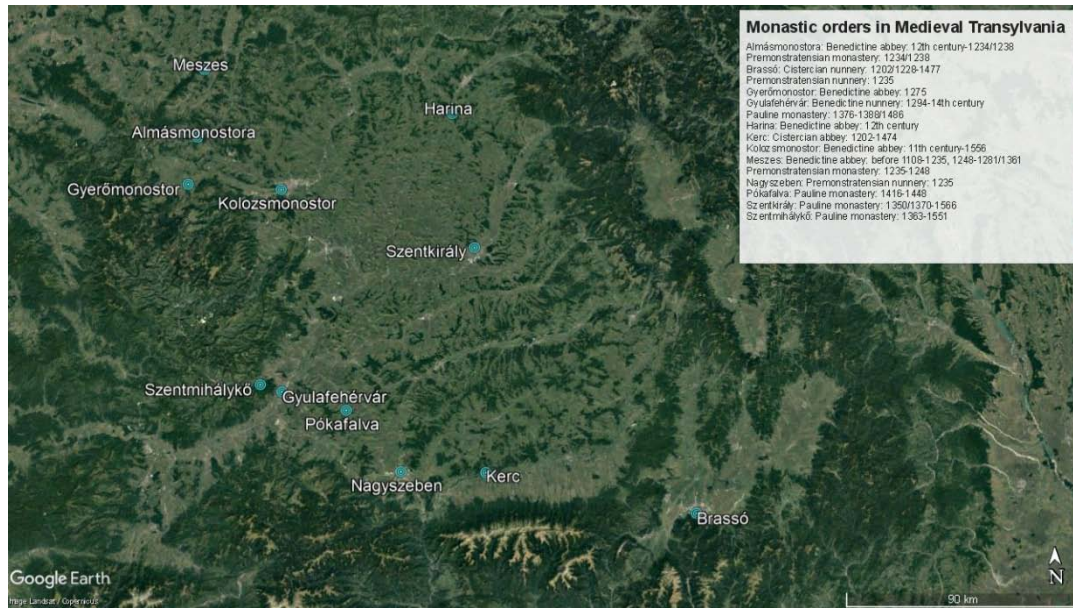 Monastic orders in Medieval Transylvania
Almásmonostora: Benedictine abbey: 12th century-1234/1238
Premonstratensian monastery: 1234/1238
Brassó: Cistercian nunnery: 1202/1228-1477
Premonstratensian nunnery: 1235
Gyerőmonostor: Benedictine abbey: 1275
Gyulafehérvár: Benedictine nunnery: 1294-14th century
Pauline monastery: 1376-1388/1486
Harina: Benedictine abbey: 12th century
Kerc: Cistercian abbey: 1202-1474
Kolozsmonostor: Benedictine abbey: 11th century-1556
Meszes: Benedictine abbey: before 1108-1235, 1248-1281/1361
Premonstratensian monastery: 1235-1248
Nagyszeben: Premonstratensian nunnery: 1235
Pókafalva: Pauline monastery: 1416-1448
Szentkirály: Pauline monastery: 1350/1370-1566
Szentmihálykő: Pauline monastery: 1363-1551
Meszes
Harina
Almásmonostora
Gyerőmonostor
Kolozsmonostor
Szentkirály
Szentmihálykő
Gyulafehérvár
Pókafalva
Nagyszeben
Kerc
Brassó
N
Google Earth
Image Landsat / Copernicus
90 km